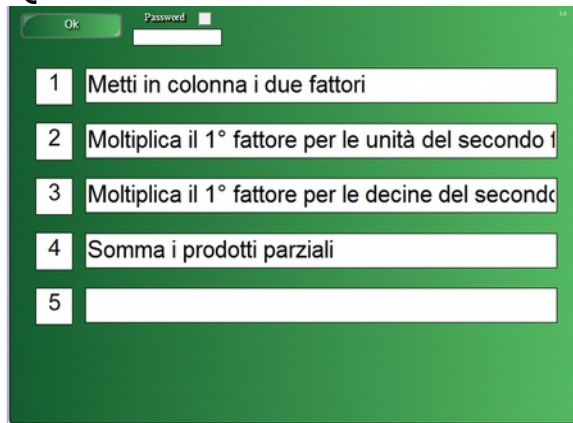 Ok
Password
1 Metti in colonna i due fattori
2 Moltiplica il 1° fattore per le unità del secondo
3 Moltiplica il 1° fattore per le decine del secondo
4 Somma i prodotti parziali
5